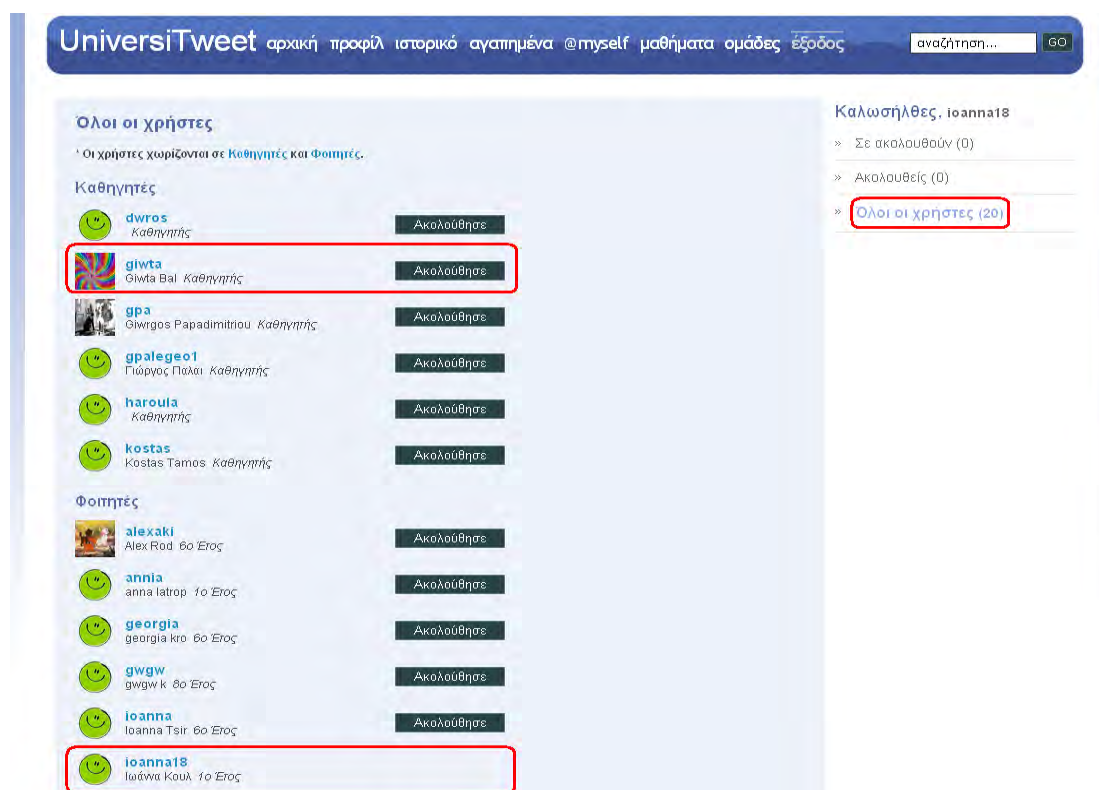 UniversiTweet αρχική προφίλ ιστορικό αγαπημένα @myself μαθήματα ομάδες έξοδος αναζήτηση... GO
Όλοι οι χρήστες
* Οι χρήστες χωρίζονται σε Καθηγητές και Φοιτητές.
Καθηγητές
dwros
Καθηγητής
Ακολούθησε
giwta
Giwta Bal Καθηγητής
Ακολούθησε
gpa
Giwrgos Papadimitriou Καθηγητής
Ακολούθησε
gpalegeo1
Γιώργος Παλαι Καθηγητής
Ακολούθησε
haroula
Καθηγητής
Ακολούθησε
kostas
Kostas Tamos Καθηγητής
Ακολούθησε
Φοιτητές
alexaki
Alex Rod 6ο Έτος
Ακολούθησε
annia
anna Iatrop 1ο Έτος
Ακολούθησε
georgia
georgia kro 6ο Έτος
Ακολούθησε
gwgw
gwgw k 8ο Έτος
Ακολούθησε
ioanna
Ioanna Tsir 6ο Έτος
Ακολούθησε
ioanna18
Ιωάννα Κουλ 1ο Έτος
Καλωσήλθες, ioanna18
» Σε ακολουθούν (0)
» Ακολουθείς (0)
» Όλοι οι χρήστες (20)